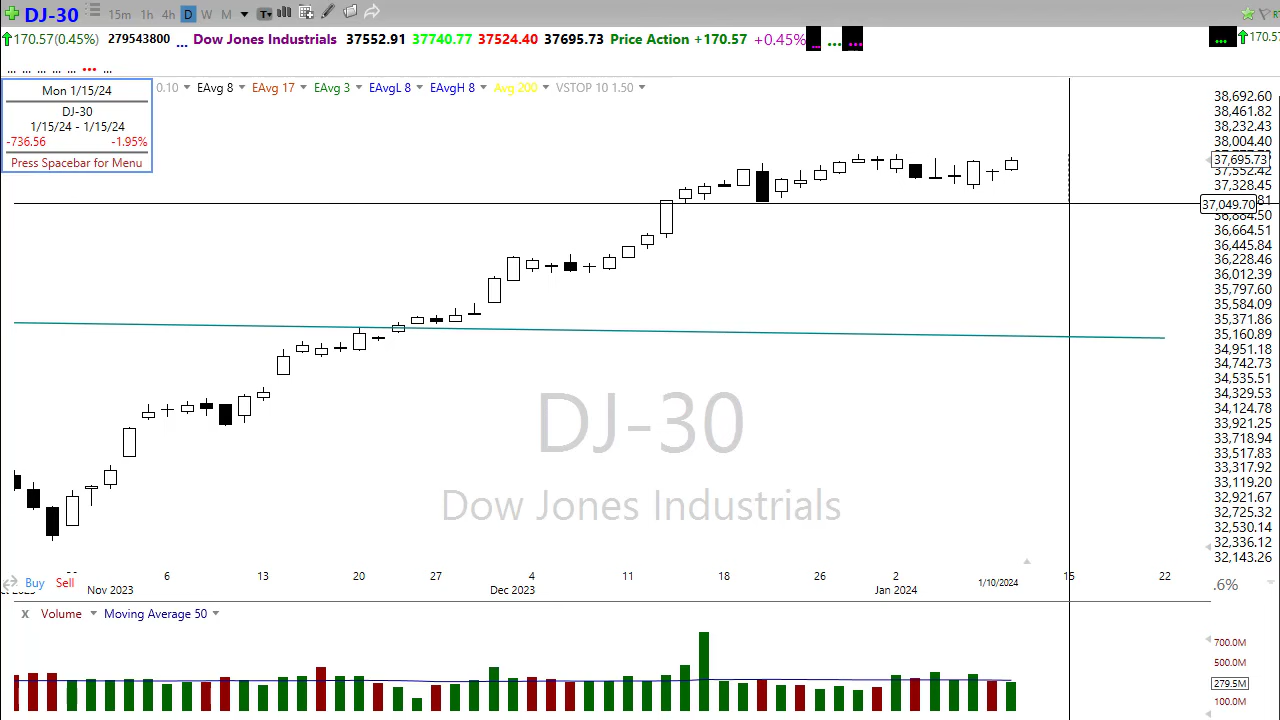 DJ-30 15m 1h 4h D W M T
170.57(0.45%) 279543800 ... Dow Jones Industrials 37552.91 37740.77 37524.40 37695.73 Price Action +170.57 +0.45% ... ... ... ... 170.57
... ... ... ... ... ... ...
Mon 1/15/24
DJ-30
1/15/24 - 1/15/24
-736.56 -1.95%
Press Spacebar for Menu
0.10 EAvg 8 EAvg 17 EAvg 3 EAvgL 8 EAvgH 8 Avg 200 VSTOP 10 1.50
38,692.60
38,461.82
38,232.43
38,004.40
37,695.73
37,552.42
37,328.45
37,049.70
36,884.50
36,664.51
36,445.84
36,228.46
36,012.39
35,797.60
35,584.09
35,371.86
35,160.89
34,951.18
34,742.73
34,535.51
34,329.53
34,124.78
33,921.25
33,718.94
33,517.83
33,317.92
33,119.20
32,921.67
32,725.32
32,530.14
32,336.12
32,143.26
DJ-30
Dow Jones Industrials
Buy Sell
6 13 20 27 4 11 18 26 2 1/10/2024 15 22
Nov 2023 Dec 2023 Jan 2024
.6%
X Volume Moving Average 50
700.0M
500.0M
279.5M
100.0M